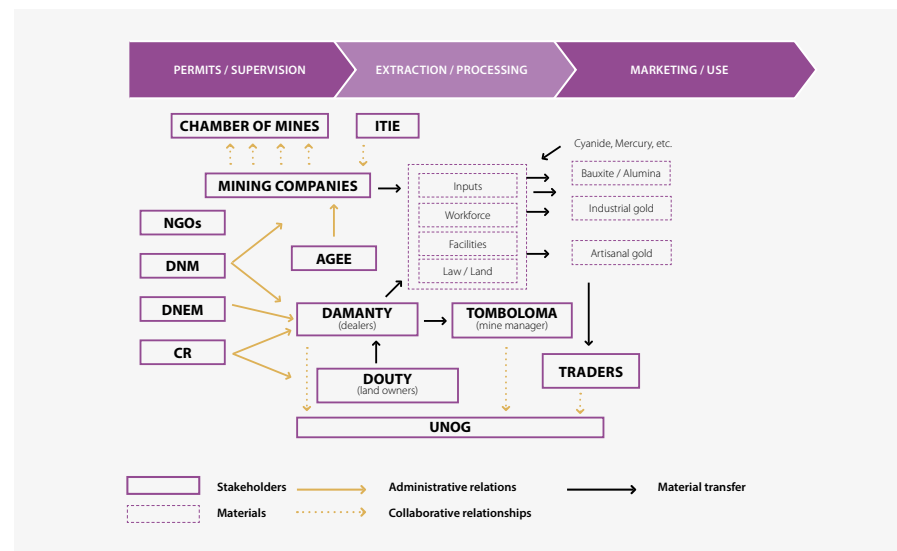 PERMITS / SUPERVISION
EXTRACTION / PROCESSING
MARKETING / USE
CHAMBER OF MINES
ITIE
Cyanide, Mercury, etc.
MINING COMPANIES
Inputs
Bauxite / Alumina
Workforce
Industrial gold
NGOs
Facilities
Artisanal gold
AGEE
DNM
Law / Land
DNEM
DAMANTY
(dealers)
TOMBOLOMA
(mine manager)
CR
DOUTY
(land owners)
TRADERS
UNOG
Stakeholders
Administrative relations
Material transfer
Materials
Collaborative relationships